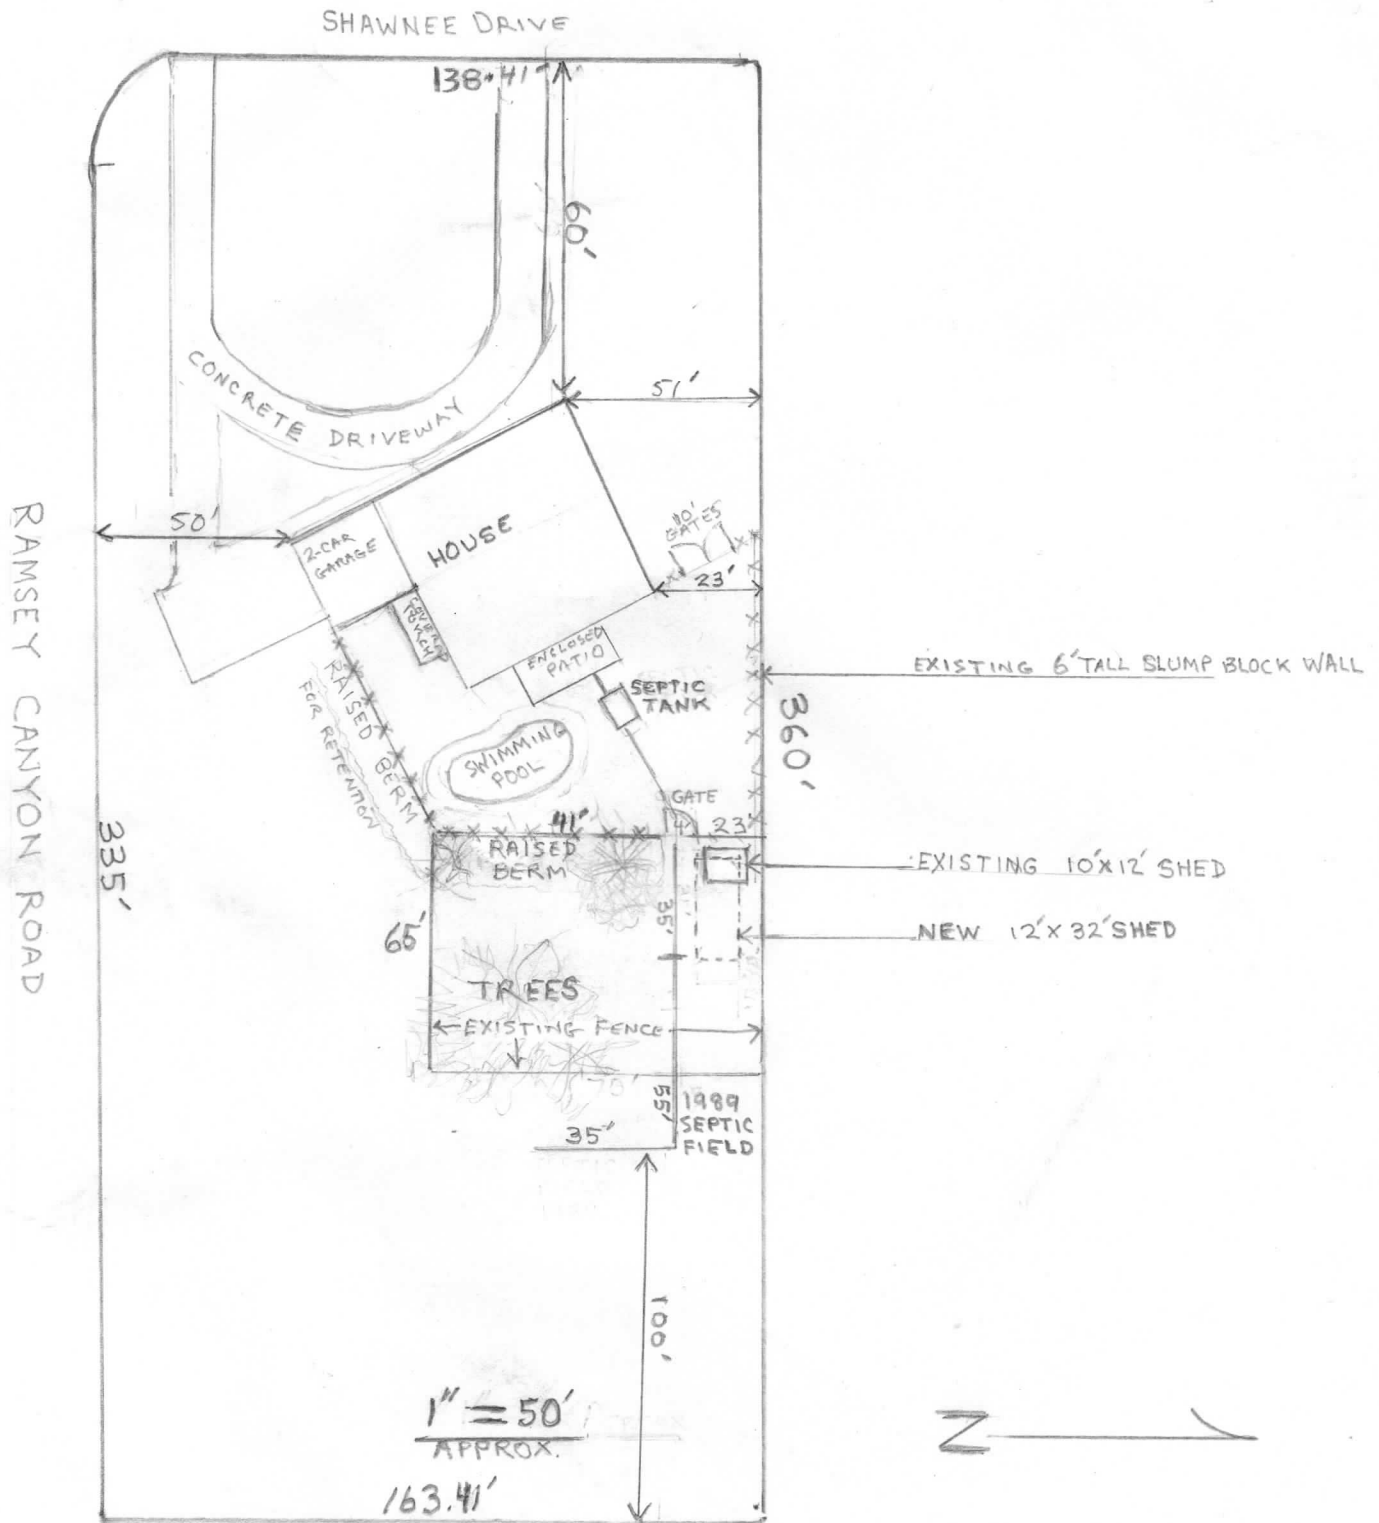 SHAWNEE DRIVE
138.41'
60'
CONCRETE DRIVEWAY
51'
50'
2-CAR
GARAGE
HOUSE
10'
GATES
23'
RAMSEY CANYON ROAD
ENCLOSED
PATIO
EXISTING 6' TALL SLUMP BLOCK WALL
RAISED BERM
FOR RETENTION
SEPTIC
TANK
360'
SWIMMING
POOL
GATE
4'
41'
23'
RAISED
BERM
335'
EXISTING 10'X12' SHED
65'
35'
NEW 12'X 32' SHED
TREES
EXISTING FENCE
70'
55'
1989
SEPTIC
FIELD
35'
100'
1" = 50'
APPROX.
163.41'
N